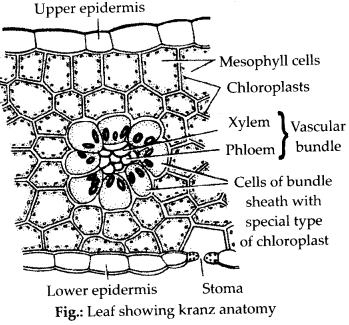 Upper epidermis
Mesophyll cells
Chloroplasts
Xylem
Phloem
Vascular
bundle
Cells of bundle
sheath with
special type
of chloroplast
Lower epidermis
Stoma
Fig.: Leaf showing kranz anatomy